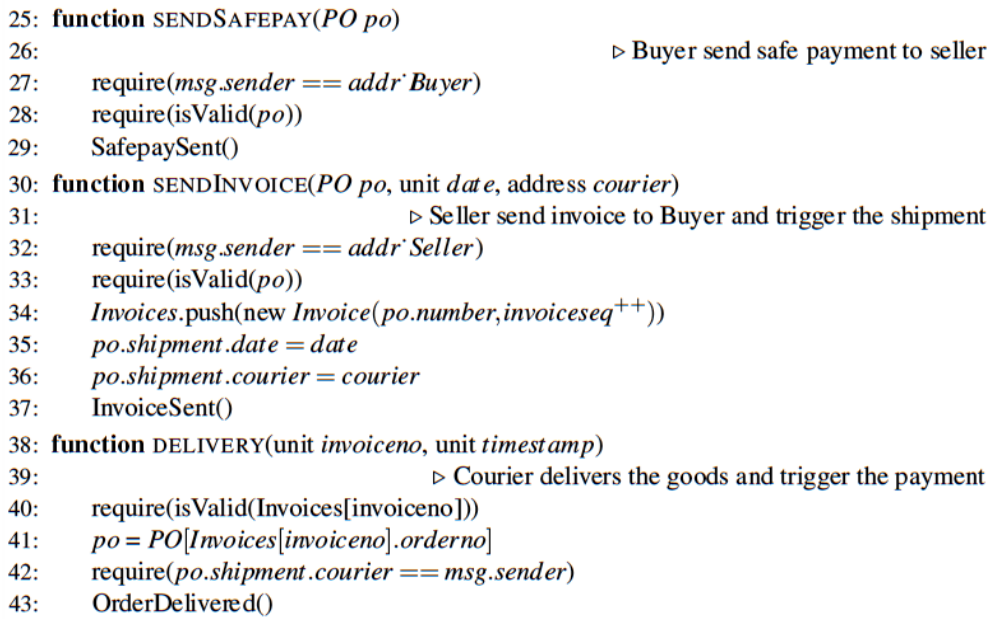 25: function SENDSAFEPAY(PO po)
26: ▷ Buyer send safe payment to seller
27: require(msg.sender == addr˙Buyer)
28: require(isValid(po))
29: SafepaySent()
30: function SENDINVOICE(PO po, unit date, address courier)
31: ▷ Seller send invoice to Buyer and trigger the shipment
32: require(msg.sender == addr˙Seller)
33: require(isValid(po))
34: Invoices.push(new Invoice(po.number,invoiceseq⁺⁺))
35: po.shipment.date = date
36: po.shipment.courier = courier
37: InvoiceSent()
38: function DELIVERY(unit invoiceno, unit timestamp)
39: ▷ Courier delivers the goods and trigger the payment
40: require(isValid(Invoices[invoiceno]))
41: po = PO[Invoices[invoiceno].orderno]
42: require(po.shipment.courier == msg.sender)
43: OrderDelivered()